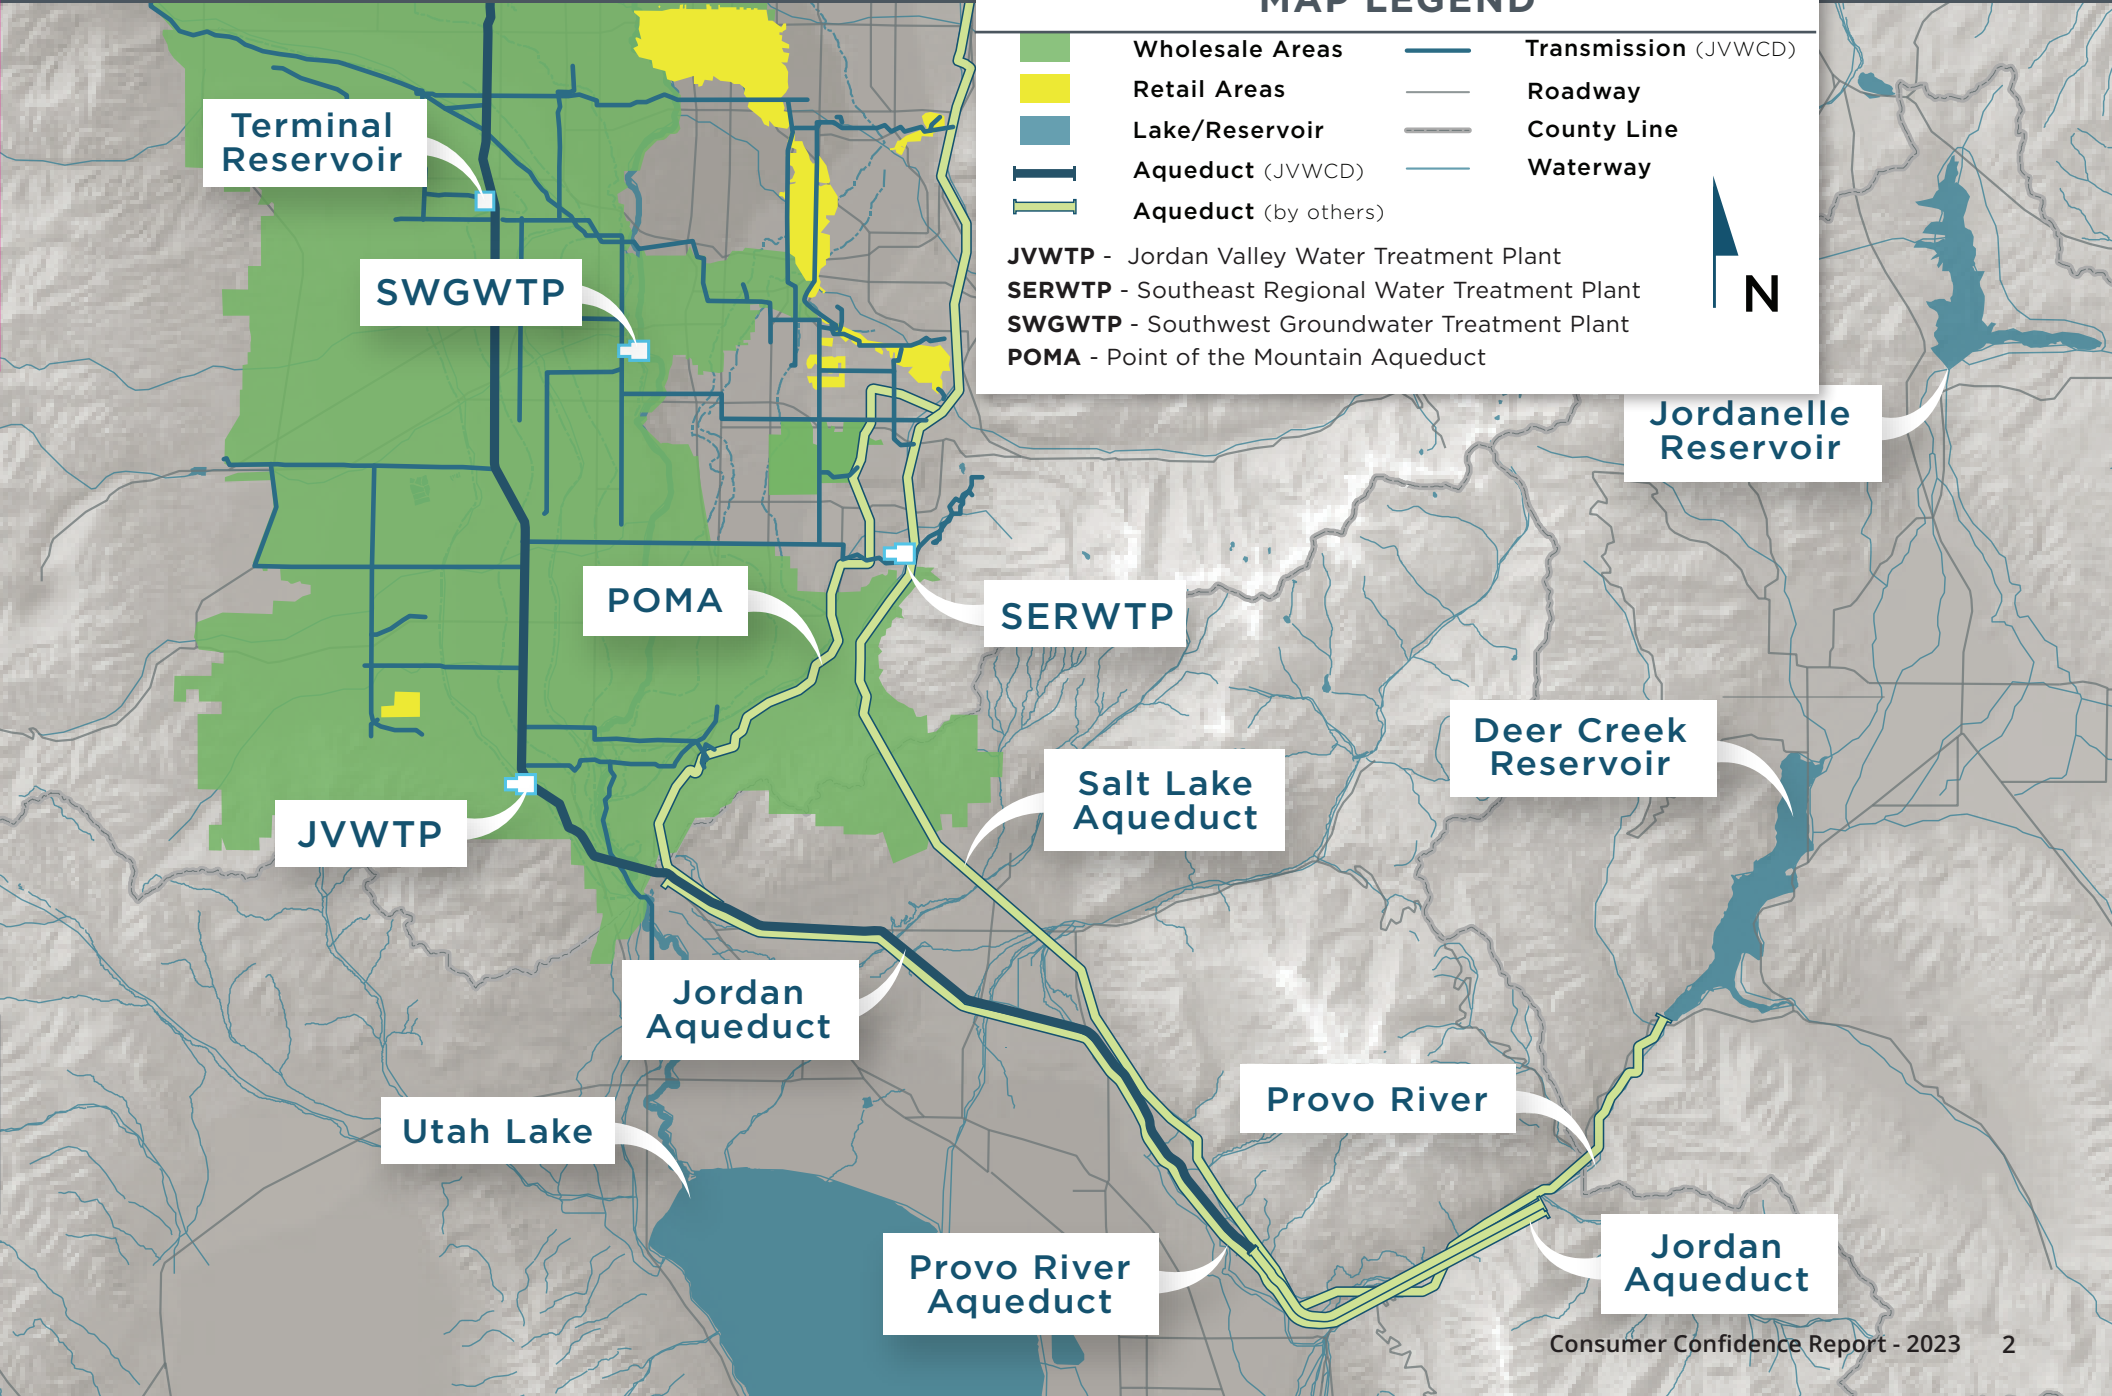 MAP LEGEND
Wholesale Areas
Retail Areas
Lake/Reservoir
Aqueduct (JVWCD)
Aqueduct (by others)
Transmission (JVWCD)
Roadway
County Line
Waterway
JVWTP - Jordan Valley Water Treatment Plant
SERWTP - Southeast Regional Water Treatment Plant
SWGWTP - Southwest Groundwater Treatment Plant
POMA - Point of the Mountain Aqueduct
N
Terminal
Reservoir
SWGWTP
Jordanelle
Reservoir
POMA
SERWTP
Deer Creek
Reservoir
Salt Lake
Aqueduct
JVWTP
Jordan
Aqueduct
Provo River
Utah Lake
Provo River
Aqueduct
Jordan
Aqueduct
Consumer Confidence Report - 2023 2